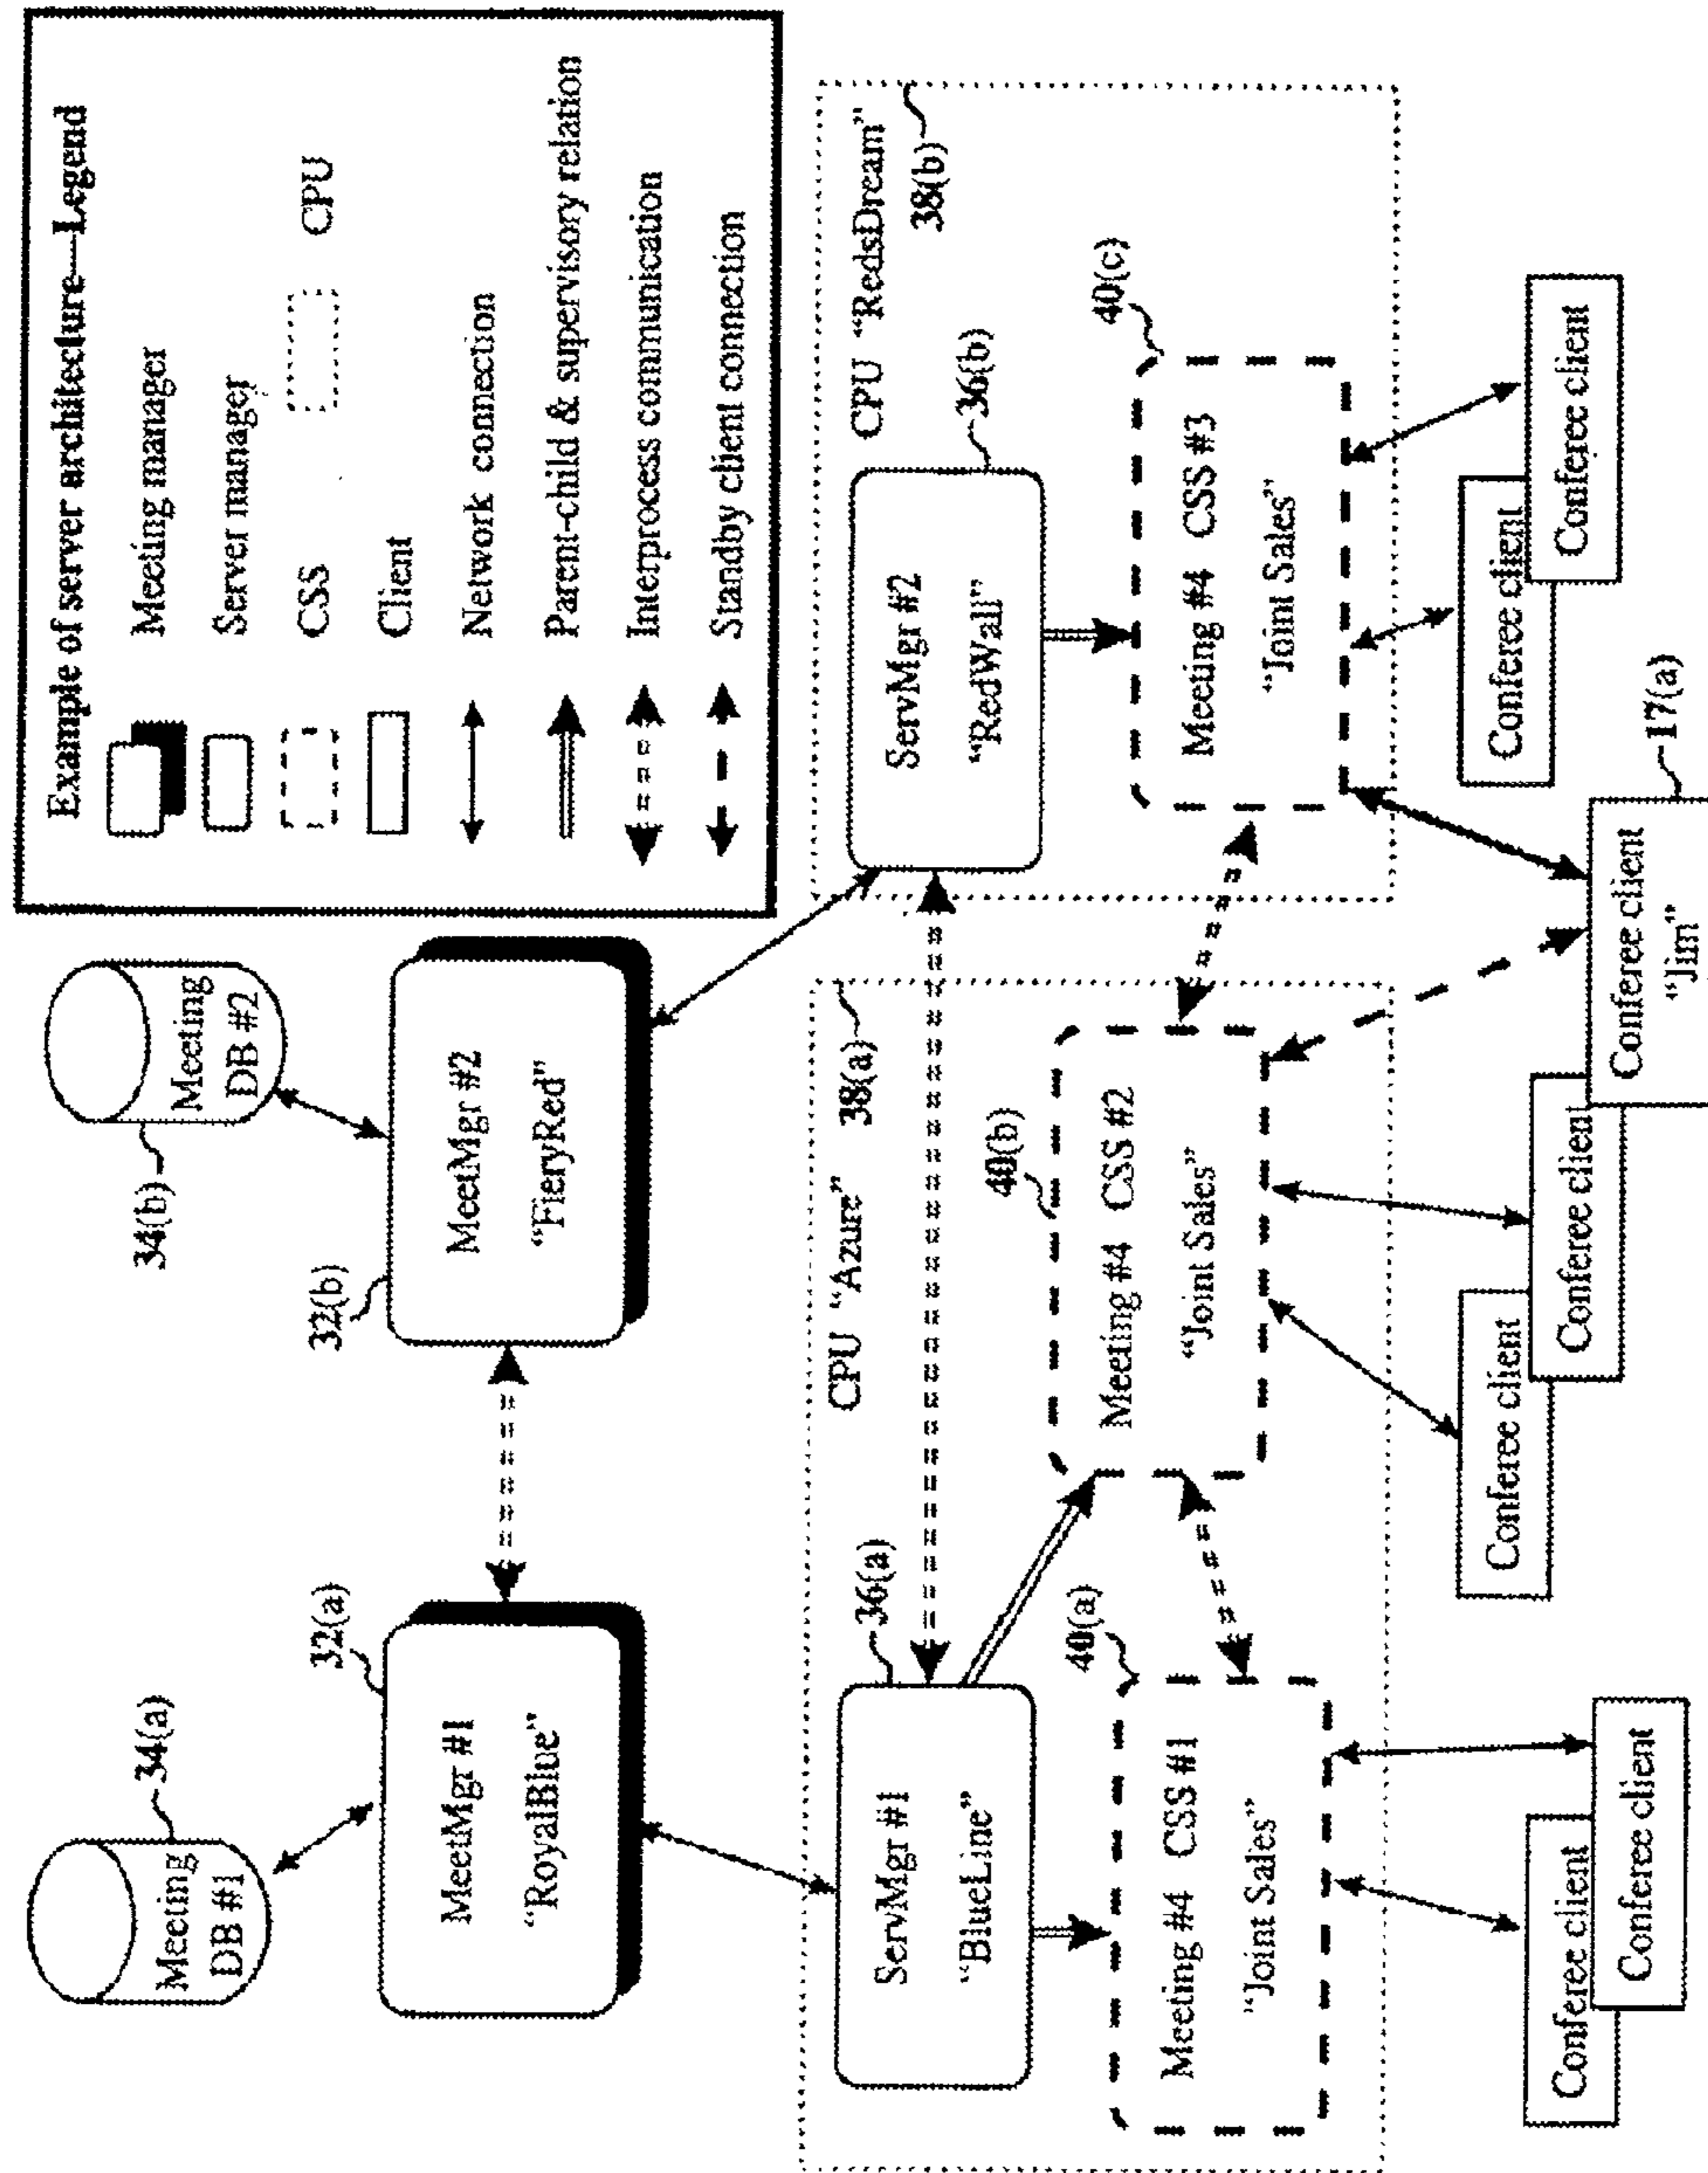 Example of server architecture—Legend
Meeting manager
Server manager
CSS
CPU
Client
Network connection
Parent-child & supervisory relation
Interprocess communication
Standby client connection
Meeting
DB #1
34(a)
34(b)
Meeting
DB #2
32(a)
MeetMgr #1
"RoyalBlue"
32(b)
MeetMgr #2
"FieryRed"
CPU "Azure"
38(a)
CPU "RedsDream"
38(b)
36(a)
ServMgr #1
"BlueLine"
36(b)
ServMgr #2
"RedWall"
40(a)
Meeting #4 CSS #1
"Joint Sales"
40(b)
Meeting #4 CSS #2
"Joint Sales"
40(c)
Meeting #4 CSS #3
"Joint Sales"
Conferee client
Conferee client
Conferee client
Conferee client
Conferee client
"Jim"
17(a)
Conferee client
Conferee client